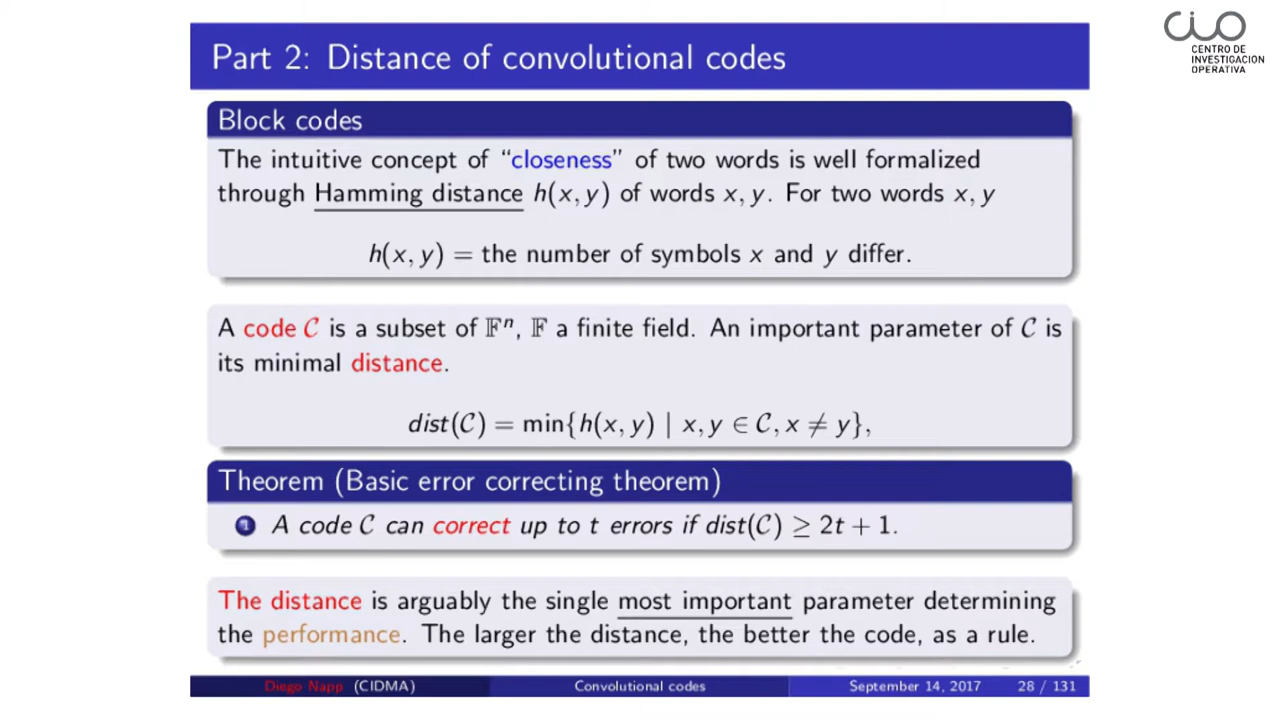 Part 2: Distance of convolutional codes
CIO
CENTRO DE
INVESTIGACION
OPERATIVA
Block codes
The intuitive concept of “closeness” of two words is well formalized
through Hamming distance h(x, y) of words x, y. For two words x, y
h(x, y) = the number of symbols x and y differ.
A code C is a subset of 𝔽ⁿ, 𝔽 a finite field. An important parameter of C is
its minimal distance.
dist(C) = min{h(x, y) | x, y ∈ C, x ≠ y},
Theorem (Basic error correcting theorem)
1 A code C can correct up to t errors if dist(C) ≥ 2t + 1.
The distance is arguably the single most important parameter determining
the performance. The larger the distance, the better the code, as a rule.
Diego Napp (CIDMA) Convolutional codes September 14, 2017 28 / 131